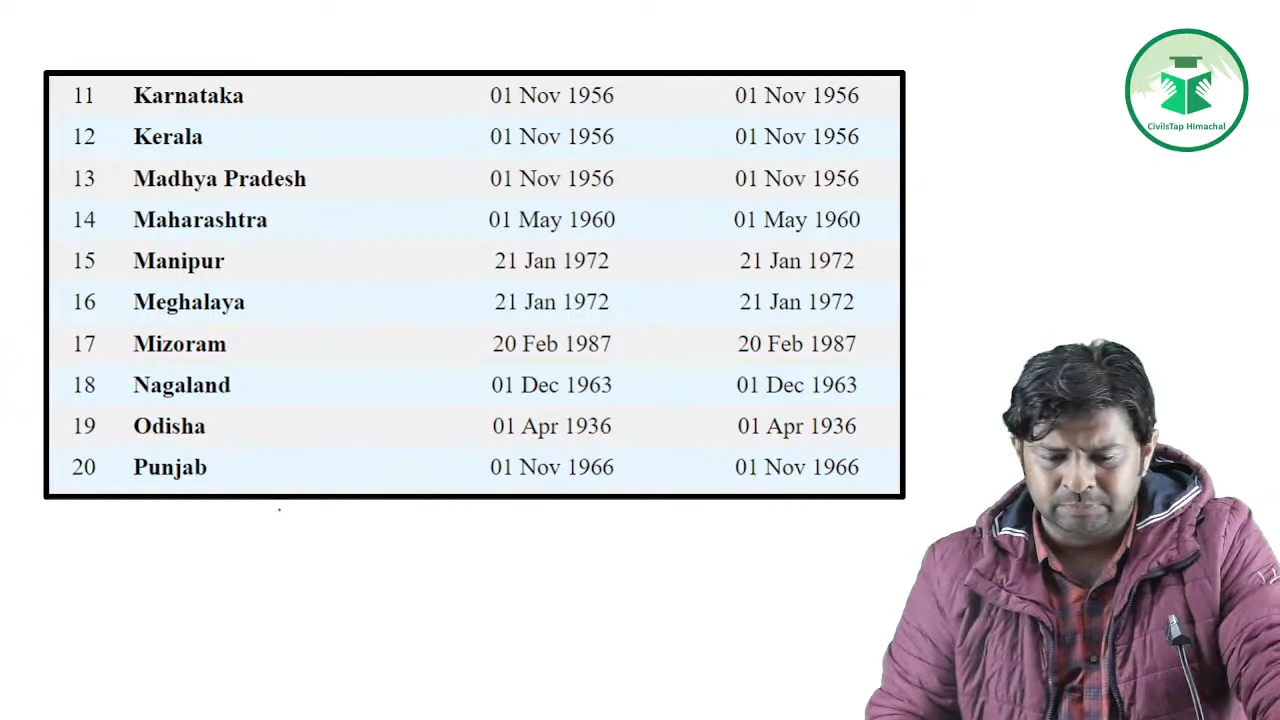 11 Karnataka 01 Nov 1956 01 Nov 1956
12 Kerala 01 Nov 1956 01 Nov 1956
13 Madhya Pradesh 01 Nov 1956 01 Nov 1956
14 Maharashtra 01 May 1960 01 May 1960
15 Manipur 21 Jan 1972 21 Jan 1972
16 Meghalaya 21 Jan 1972 21 Jan 1972
17 Mizoram 20 Feb 1987 20 Feb 1987
18 Nagaland 01 Dec 1963 01 Dec 1963
19 Odisha 01 Apr 1936 01 Apr 1936
20 Punjab 01 Nov 1966 01 Nov 1966
CivilsTap HImachal